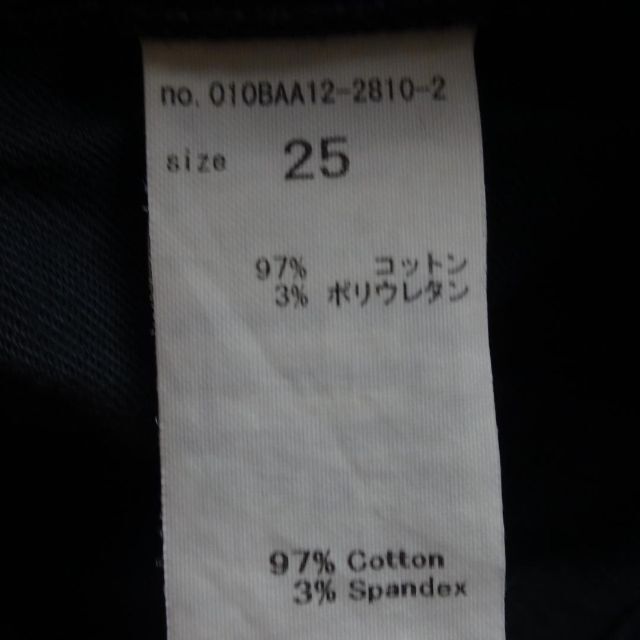 no. 010BAA12-2810-2
size 25
97% コットン
3% ポリウレタン
97% Cotton
3% Spandex